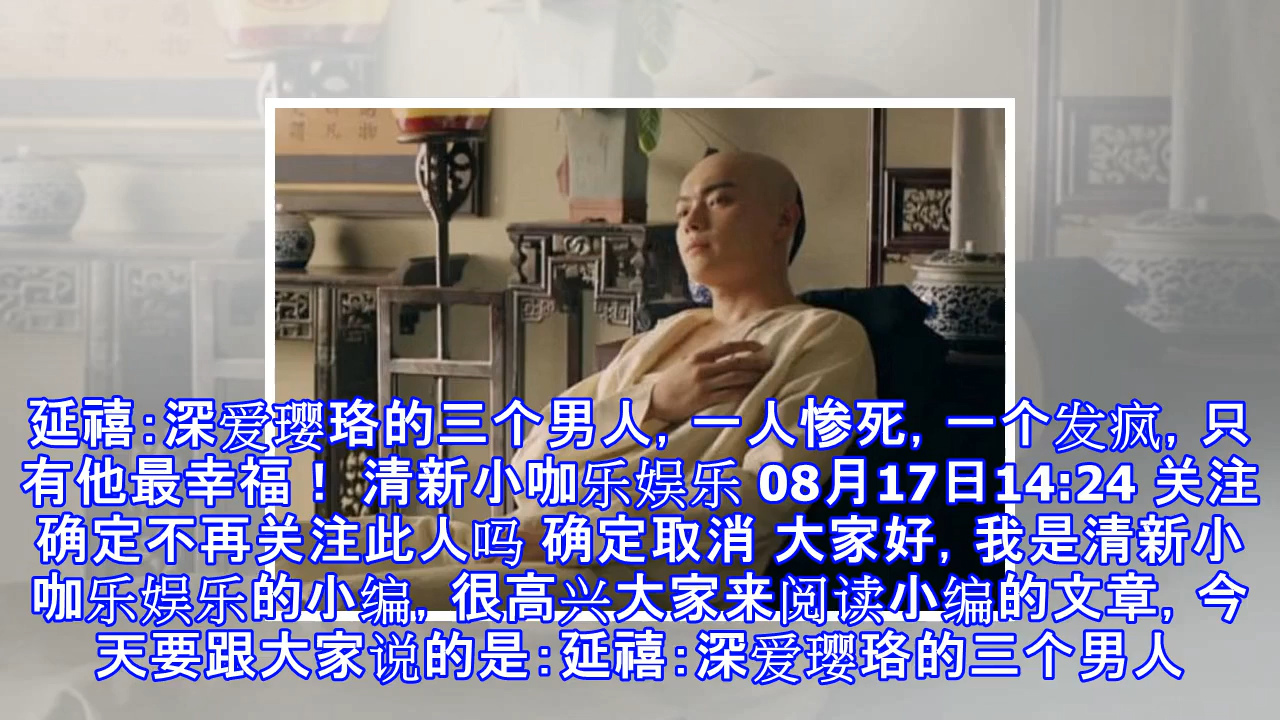 延禧:深爱璎珞的三个男人, 一人惨死, 一个发疯, 只
有他最幸福！ 清新小咖乐娱乐 08月17日14:24 关注
确定不再关注此人吗 确定取消 大家好, 我是清新小
咖乐娱乐的小编, 很高兴大家来阅读小编的文章, 今
天要跟大家说的是:延禧:深爱璎珞的三个男人